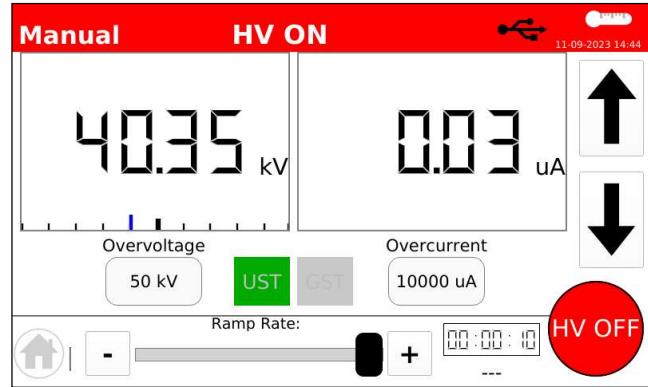 Manual HV ON
11-09-2023 14:44
40.35 kV 0.03 uA
Overvoltage Overcurrent
50 kV UST GST 10000 uA
Ramp Rate:
- + 00:00:10 HV OFF
---